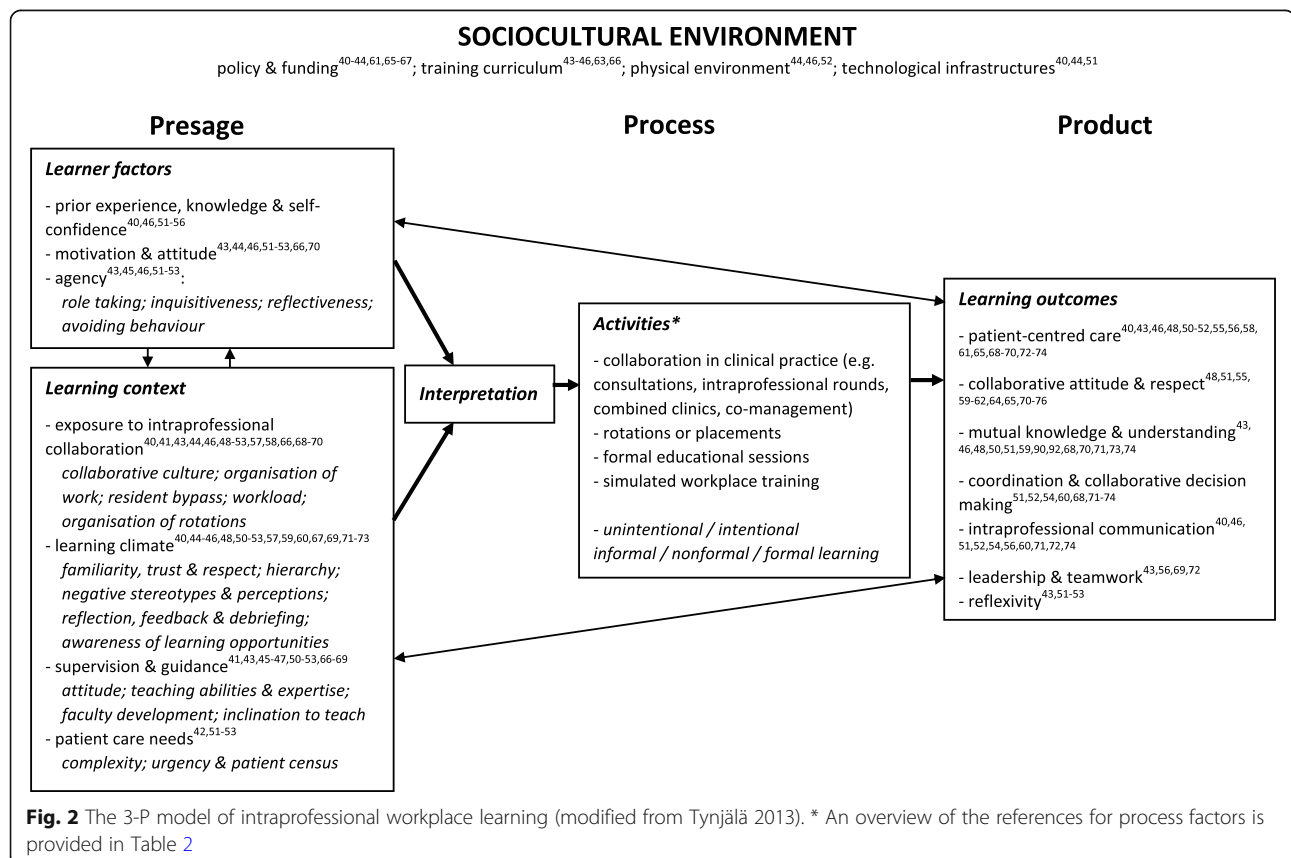 SOCIOCULTURAL ENVIRONMENT
policy & funding40-44,61,65-67; training curriculum43-46,63,66; physical environment44,46,52; technological infrastructures40,44,51
Presage
Process
Product
Learner factors
- prior experience, knowledge & self-
confidence40,46,51-56
- motivation & attitude43,44,46,51-53,66,70
- agency43,45,46,51-53:
role taking; inquisitiveness; reflectiveness;
avoiding behaviour
Learning context
- exposure to intraprofessional
collaboration40,41,43,44,46,48-53,57,58,66,68-70
collaborative culture; organisation of
work; resident bypass; workload;
organisation of rotations
- learning climate40,44-46,48,50-53,57,59,60,67,69,71-73
familiarity, trust & respect; hierarchy;
negative stereotypes & perceptions;
reflection, feedback & debriefing;
awareness of learning opportunities
- supervision & guidance41,43,45-47,50-53,66-69
attitude; teaching abilities & expertise;
faculty development; inclination to teach
- patient care needs42,51-53
complexity; urgency & patient census
Interpretation
Activities*
- collaboration in clinical practice (e.g.
consultations, intraprofessional rounds,
combined clinics, co-management)
- rotations or placements
- formal educational sessions
- simulated workplace training
- unintentional / intentional
informal / nonformal / formal learning
Learning outcomes
- patient-centred care40,43,46,48,50-52,55,56,58,
61,65,68-70,72-74
- collaborative attitude & respect48,51,55,
59-62,64,65,70-76
- mutual knowledge & understanding43,
46,48,50,51,59,90,92,68,70,71,73,74
- coordination & collaborative decision
making51,52,54,60,68,71-74
- intraprofessional communication40,46,
51,52,54,56,60,71,72,74
- leadership & teamwork43,56,69,72
- reflexivity43,51-53
Fig. 2 The 3-P model of intraprofessional workplace learning (modified from Tynjälä 2013). * An overview of the references for process factors is
provided in Table 2